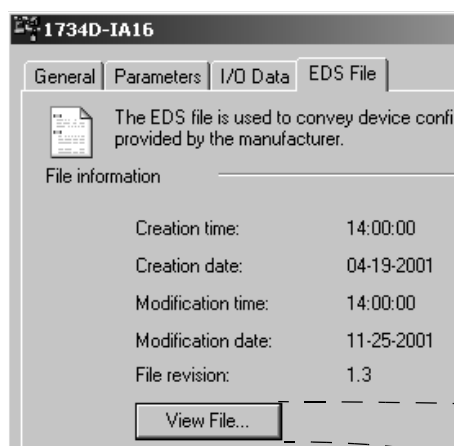 1734D-IA16
General Parameters I/O Data EDS File
The EDS file is used to convey device confi
provided by the manufacturer.
File information
Creation time: 14:00:00
Creation date: 04-19-2001
Modification time: 14:00:00
Modification date: 11-25-2001
File revision: 1.3
View File...